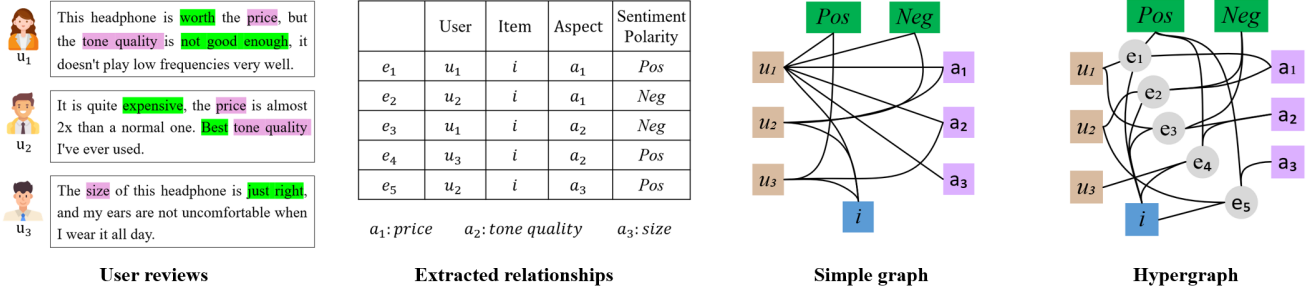 This headphone is worth the price, but
the tone quality is not good enough, it
doesn't play low frequencies very well.
u1
It is quite expensive, the price is almost
2x than a normal one. Best tone quality
I've ever used.
u2
The size of this headphone is just right,
and my ears are not uncomfortable when
I wear it all day.
u3
User reviews
User Item Aspect Sentiment Polarity
e1 u1 i a1 Pos
e2 u2 i a1 Neg
e3 u1 i a2 Neg
e4 u3 i a2 Pos
e5 u2 i a3 Pos
a1: price a2: tone quality a3: size
Extracted relationships
Pos Neg
u1 a1
u2 a2
u3 a3
i
Simple graph
Pos Neg
e1
u1 a1
e2
u2 e3 a2
e4 a3
u3
i e5
Hypergraph